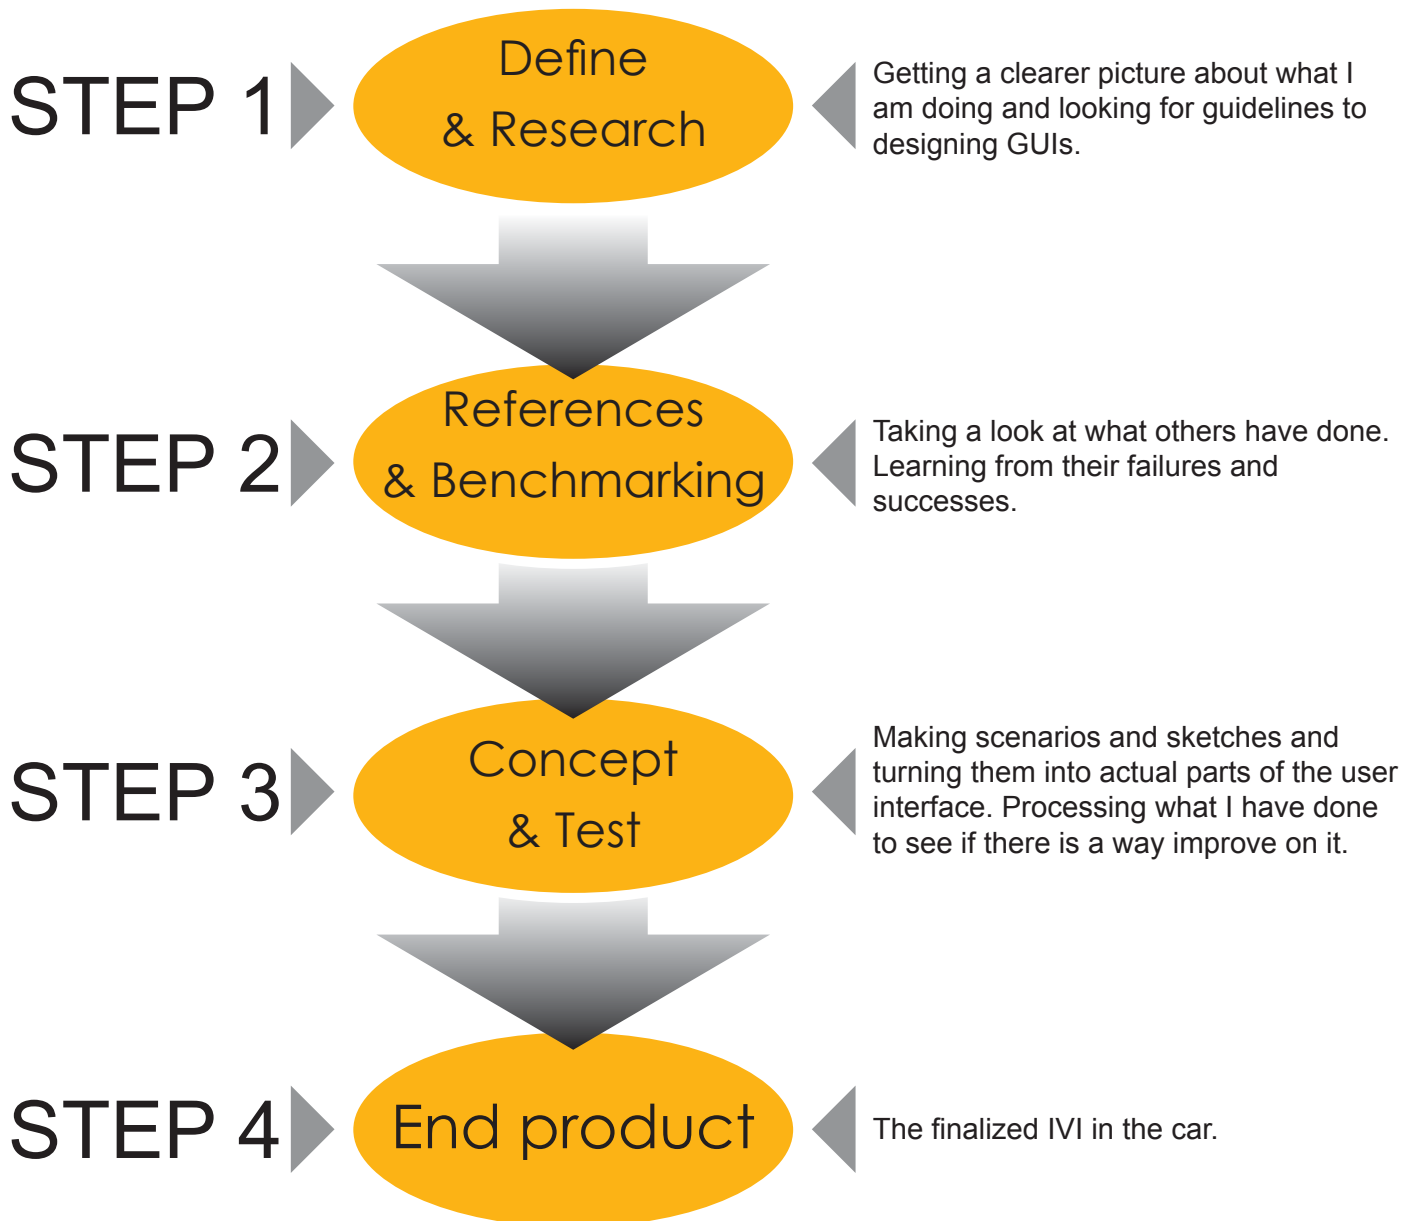 STEP 1
Define
& Research
Getting a clearer picture about what I
am doing and looking for guidelines to
designing GUIs.
STEP 2
References
& Benchmarking
Taking a look at what others have done.
Learning from their failures and
successes.
STEP 3
Concept
& Test
Making scenarios and sketches and
turning them into actual parts of the user
interface. Processing what I have done
to see if there is a way improve on it.
STEP 4
End product
The finalized IVI in the car.